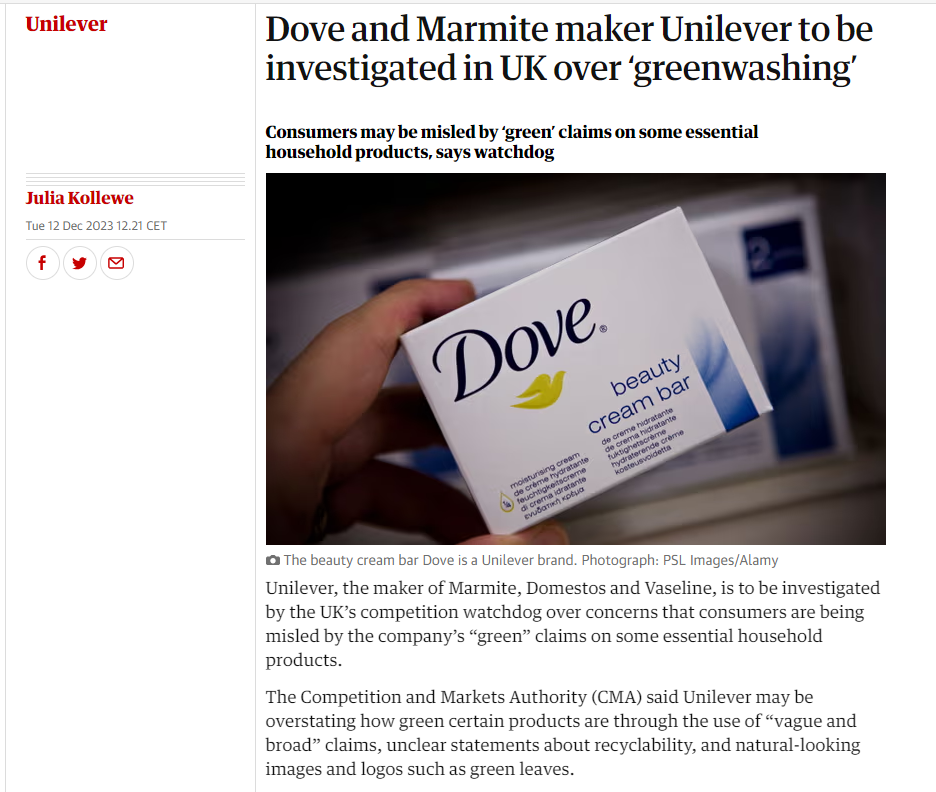 Unilever
Dove and Marmite maker Unilever to be
investigated in UK over ‘greenwashing’
Consumers may be misled by ‘green’ claims on some essential
household products, says watchdog
Julia Kollewe
Tue 12 Dec 2023 12.21 CET
2
Dove®
beauty
cream bar
moisturising cream
de crème hydratante
feuchtigkeitscreme
di crema idratante
ενυδατική κρέμα
de creme hidratante
de crema hidratante
fuktighetscrème
hydraterende crème
kosteusvoidetta
¼
The beauty cream bar Dove is a Unilever brand. Photograph: PSL Images/Alamy
Unilever, the maker of Marmite, Domestos and Vaseline, is to be investigated
by the UK’s competition watchdog over concerns that consumers are being
misled by the company’s “green” claims on some essential household
products.
The Competition and Markets Authority (CMA) said Unilever may be
overstating how green certain products are through the use of “vague and
broad” claims, unclear statements about recyclability, and natural-looking
images and logos such as green leaves.